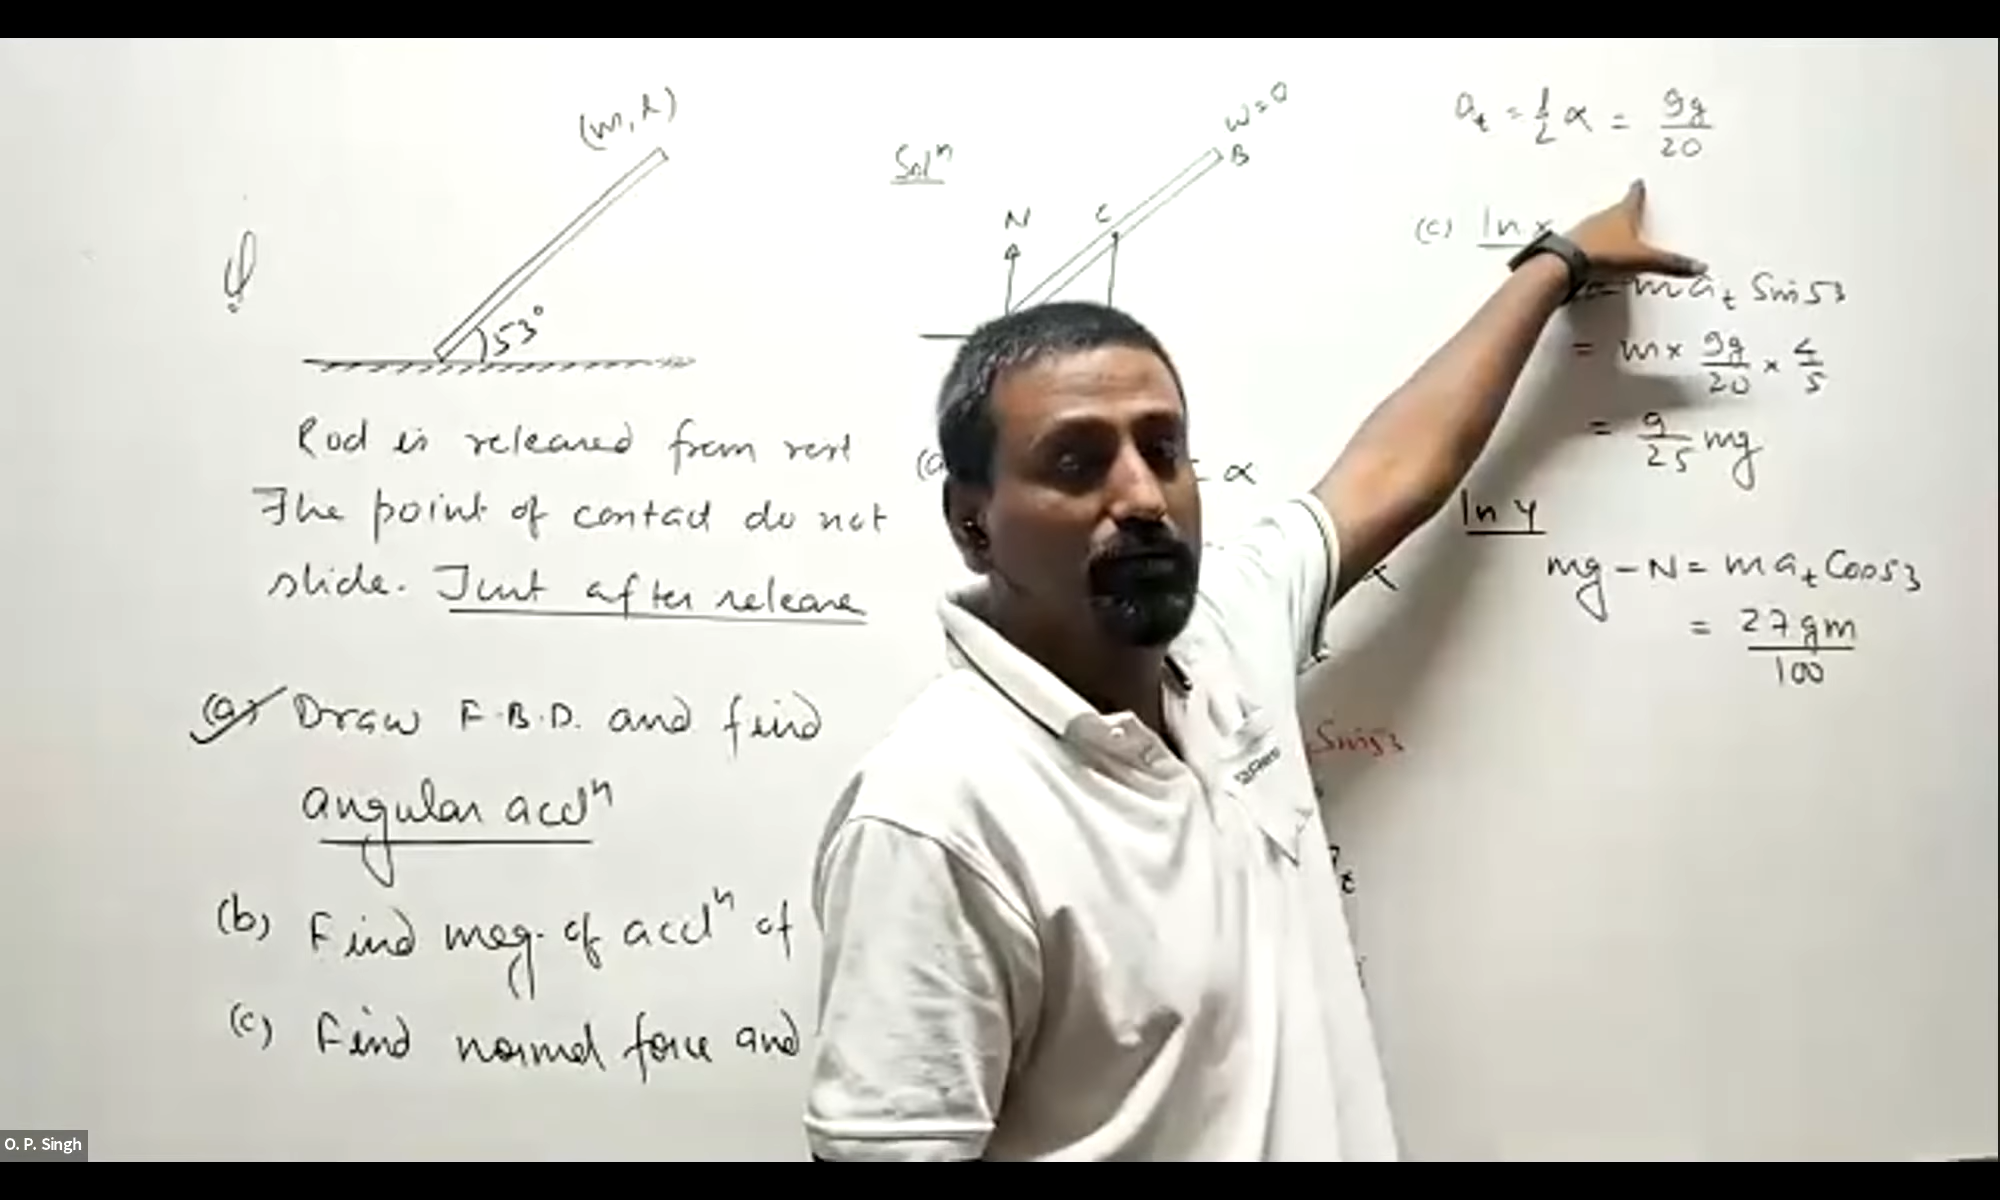 (m, l)
53°
Rod is released from rest
The point of contact do not
slide. Just after release
(a) Draw F.B.D. and find
angular accⁿ
(b) Find mag. of accⁿ of
(c) Find normal force and
Solⁿ
ω=0
B
N
C
(a
α
Sin53
t
a_t = l/2 α = 9g/20
(c) In x
= ma_t Sin53
= m × 9g/20 × 4/5
= 9/25 mg
In y
mg - N = ma_t Cos53
= 27gm/100
O. P. Singh